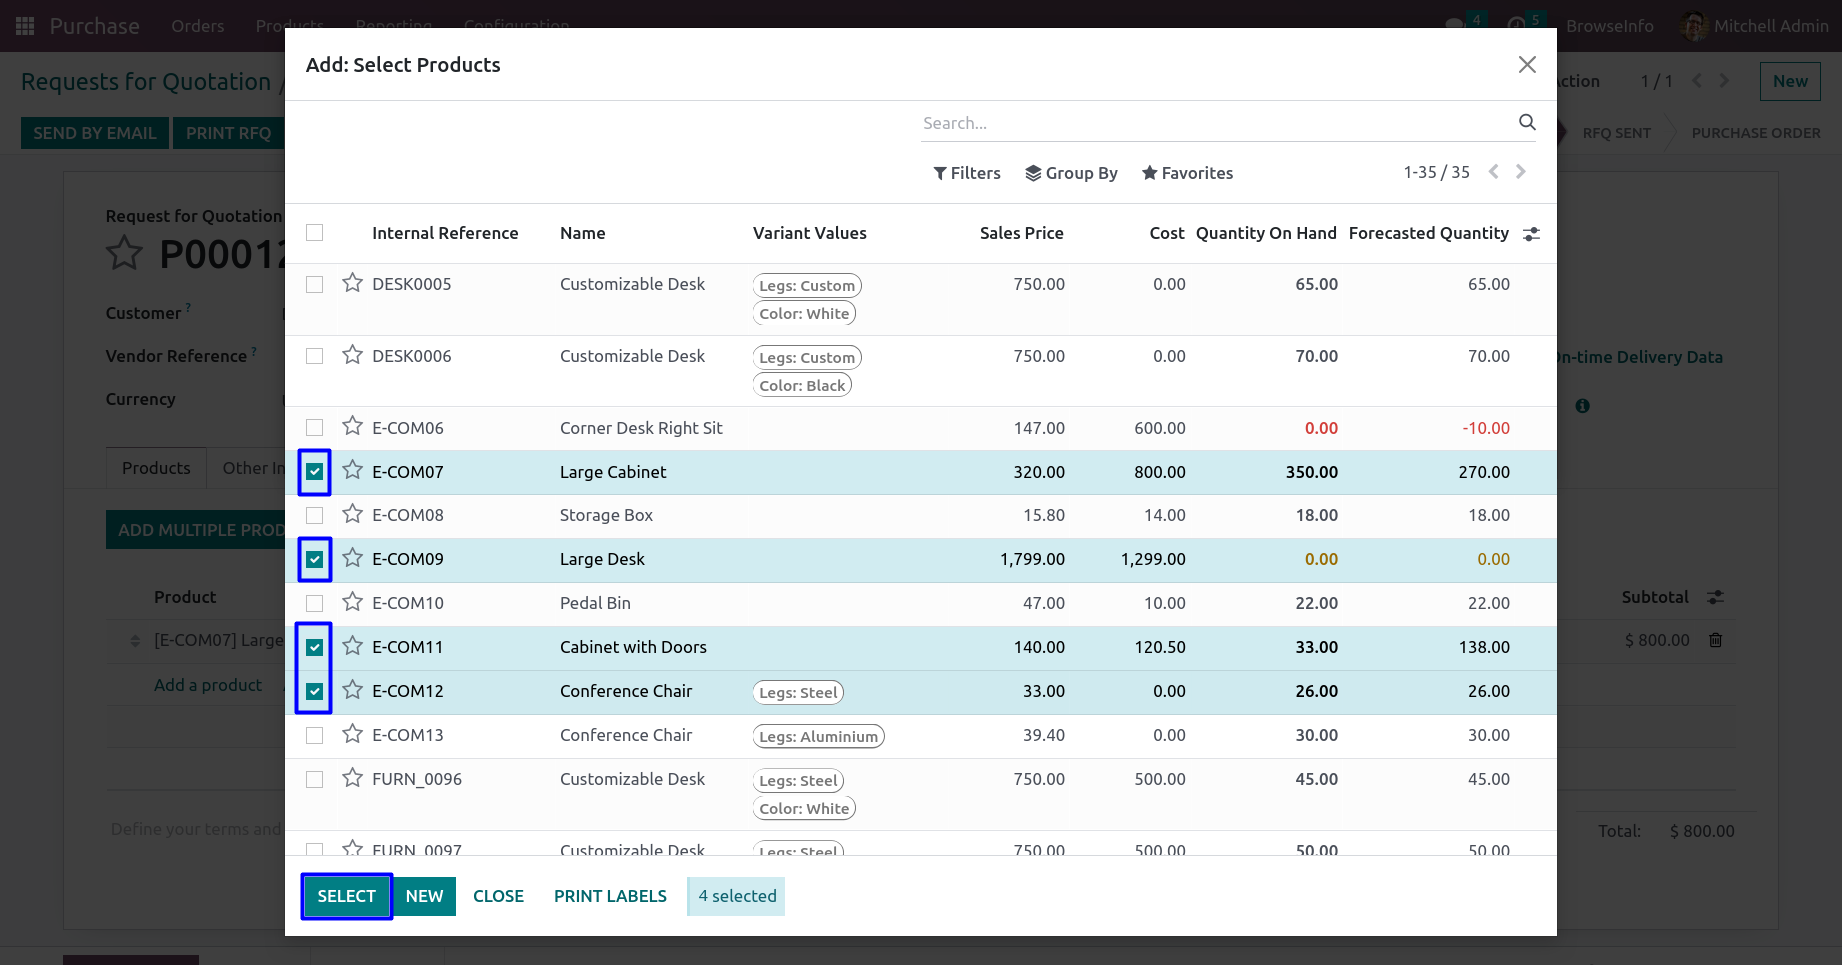 Purchase Orders Products Reporting Configuration 4 5 BrowseInfo Mitchell Admin
Requests for Quotation / Action 1 / 1 New
SEND BY EMAIL PRINT RFQ RFQ SENT PURCHASE ORDER
Add: Select Products
Search...
Filters Group By Favorites 1-35 / 35
Request for Quotation
P00012
Customer ?
Vendor Reference ? On-time Delivery Data
Currency
Products Other In
ADD MULTIPLE PROD
Product Subtotal
[E-COM07] Large $ 800.00
Add a product
Define your terms and Total: $ 800.00
Internal Reference Name Variant Values Sales Price Cost Quantity On Hand Forecasted Quantity
DESK0005 Customizable Desk Legs: Custom 750.00 0.00 65.00 65.00
Color: White
DESK0006 Customizable Desk Legs: Custom 750.00 0.00 70.00 70.00
Color: Black
E-COM06 Corner Desk Right Sit 147.00 600.00 0.00 -10.00
E-COM07 Large Cabinet 320.00 800.00 350.00 270.00
E-COM08 Storage Box 15.80 14.00 18.00 18.00
E-COM09 Large Desk 1,799.00 1,299.00 0.00 0.00
E-COM10 Pedal Bin 47.00 10.00 22.00 22.00
E-COM11 Cabinet with Doors 140.00 120.50 33.00 138.00
E-COM12 Conference Chair Legs: Steel 33.00 0.00 26.00 26.00
E-COM13 Conference Chair Legs: Aluminium 39.40 0.00 30.00 30.00
FURN_0096 Customizable Desk Legs: Steel 750.00 500.00 45.00 45.00
Color: White
FURN_0097 Customizable Desk Legs: Steel 750.00 500.00 50.00 50.00
SELECT NEW CLOSE PRINT LABELS 4 selected